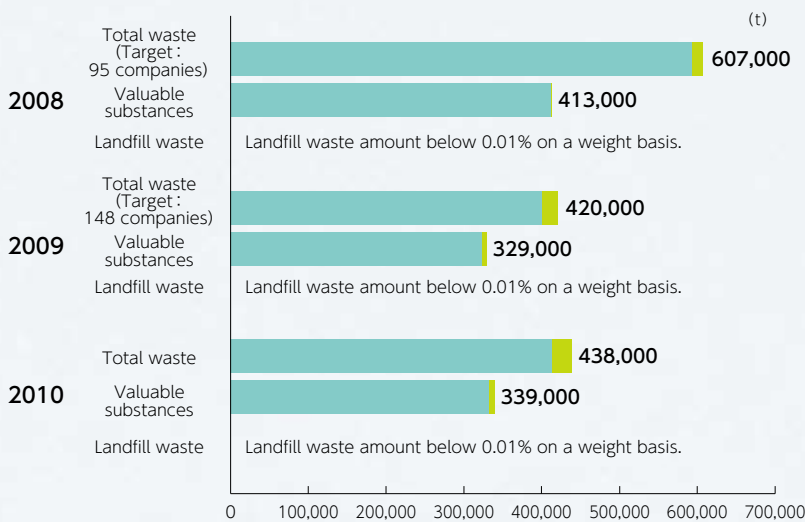 (t)
2008
Total waste
(Target :
95 companies)
607,000
Valuable
substances
413,000
Landfill waste
Landfill waste amount below 0.01% on a weight basis.
2009
Total waste
(Target :
148 companies)
420,000
Valuable
substances
329,000
Landfill waste
Landfill waste amount below 0.01% on a weight basis.
2010
Total waste
438,000
Valuable
substances
339,000
Landfill waste
Landfill waste amount below 0.01% on a weight basis.
0 100,000 200,000 300,000 400,000 500,000 600,000 700,000